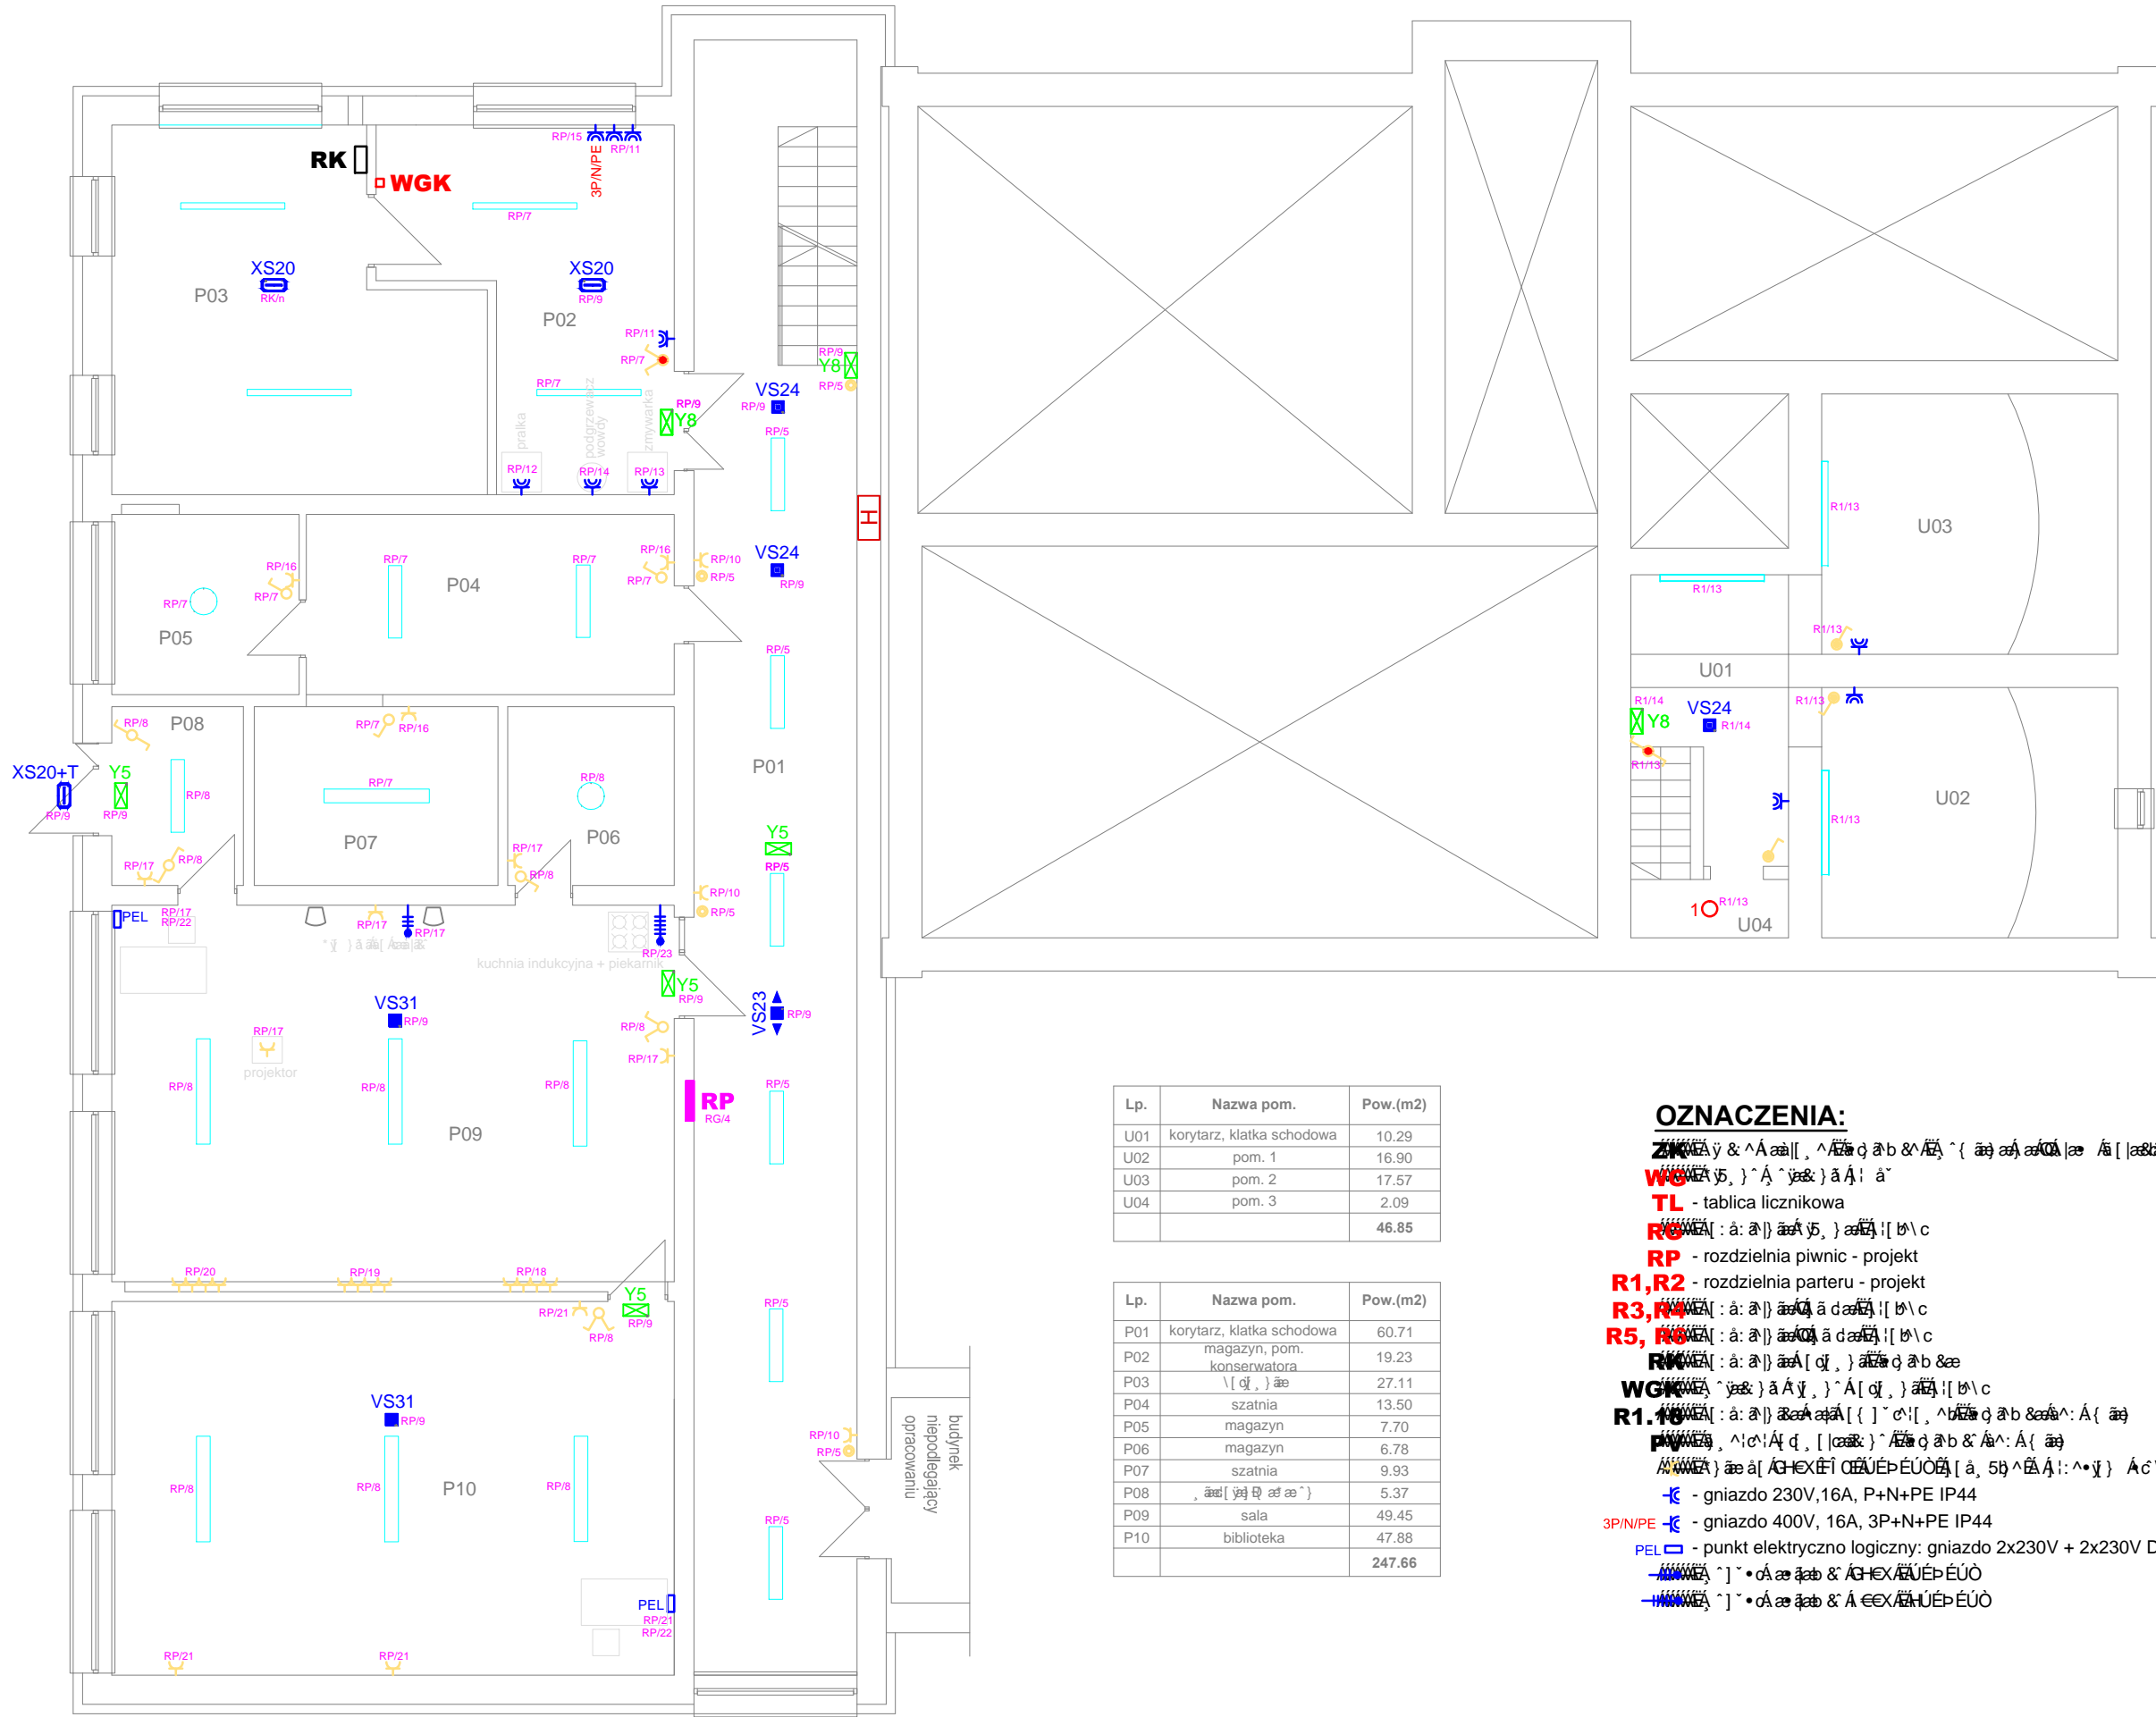 RP/15
RP/11
3P/N/PE
RK
WGK
RP/7
XS20
RK/n
P03
XS20
RP/9
P02
RP/11
RP/7
RP/7
pralka
podgrzewacz
wowdy
zmywarka
RP/9
Y8
RP/12
RP/14
RP/13
RP/9
Y8
RP/5
VS24
RP/9
RP/5
H
VS24
RP/9
RP/16
RP/7
RP/7
P05
RP/7
P04
RP/7
RP/16
RP/7
RP/10
RP/5
RP/5
P08
RP/8
RP/7
RP/16
XS20+T
RP/9
Y5
RP/9
RP/8
RP/7
P07
RP/8
P06
P01
Y5
RP/5
RP/17
RP/8
RP/17
RP/8
RP/10
RP/5
PEL
RP/17
RP/22
RP/17
RP/17
kuchnia indukcyjna + piekarnik
RP/23
Y5
RP/9
VS31
RP/9
VS23
RP/9
RP/17
projektor
RP/8
RP/17
RP/8
RP/8
RP/8
P09
RP
RG/4
RP/5
RP/20
RP/19
RP/18
RP/21
RP/8
Y5
RP/9
RP/5
VS31
RP/9
RP/8
RP/8
RP/8
P10
RP/10
RP/5
RP/5
budynek
niepodlegający
opracowaniu
PEL
RP/21
RP/22
RP/21
RP/21
R1/13
U03
R1/13
R1/13
U01
R1/14
Y8
VS24
R1/14
R1/13
R1/13
R1/13
U02
1
R1/13
U04
Lp. Nazwa pom. Pow.(m2)
U01 korytarz, klatka schodowa 10.29
U02 pom. 1 16.90
U03 pom. 2 17.57
U04 pom. 3 2.09
46.85
Lp. Nazwa pom. Pow.(m2)
P01 korytarz, klatka schodowa 60.71
P02 magazyn, pom.
konserwatora 19.23
P03 27.11
P04 szatnia 13.50
P05 magazyn 7.70
P06 magazyn 6.78
P07 szatnia 9.93
P08 5.37
P09 sala 49.45
P10 biblioteka 47.88
247.66
OZNACZENIA:
ZK
WG
TL - tablica licznikowa
RG
RP - rozdzielnia piwnic - projekt
R1,R2 - rozdzielnia parteru - projekt
R3,R4
R5, R6
RK
WGK
R1.1
PV
- gniazdo 230V,16A, P+N+PE IP44
3P/N/PE - gniazdo 400V, 16A, 3P+N+PE IP44
PEL - punkt elektryczno logiczny: gniazdo 2x230V + 2x230V D